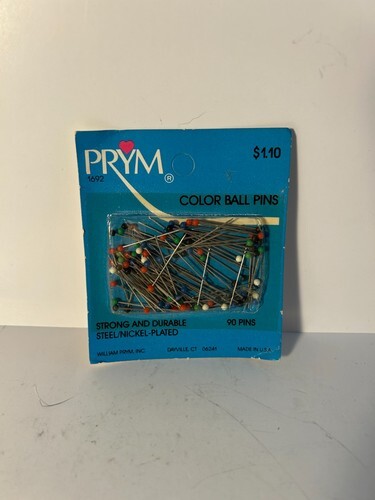 $1.10
PRYM®
1692
COLOR BALL PINS
STRONG AND DURABLE 90 PINS
STEEL/NICKEL-PLATED
WILLIAM PRYM, INC. DAYVILLE, CT. 06241 MADE IN U.S.A.